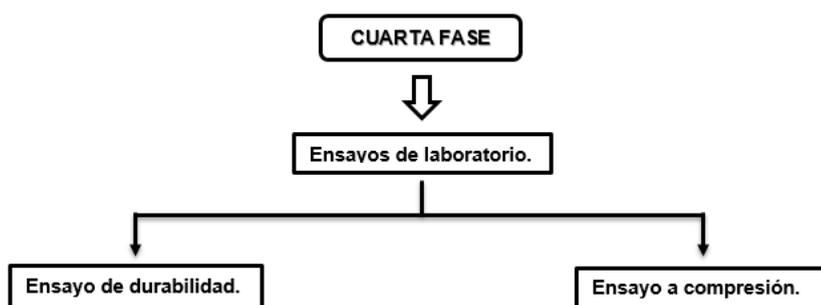 CUARTA FASE
Ensayos de laboratorio.
Ensayo de durabilidad.
Ensayo a compresión.